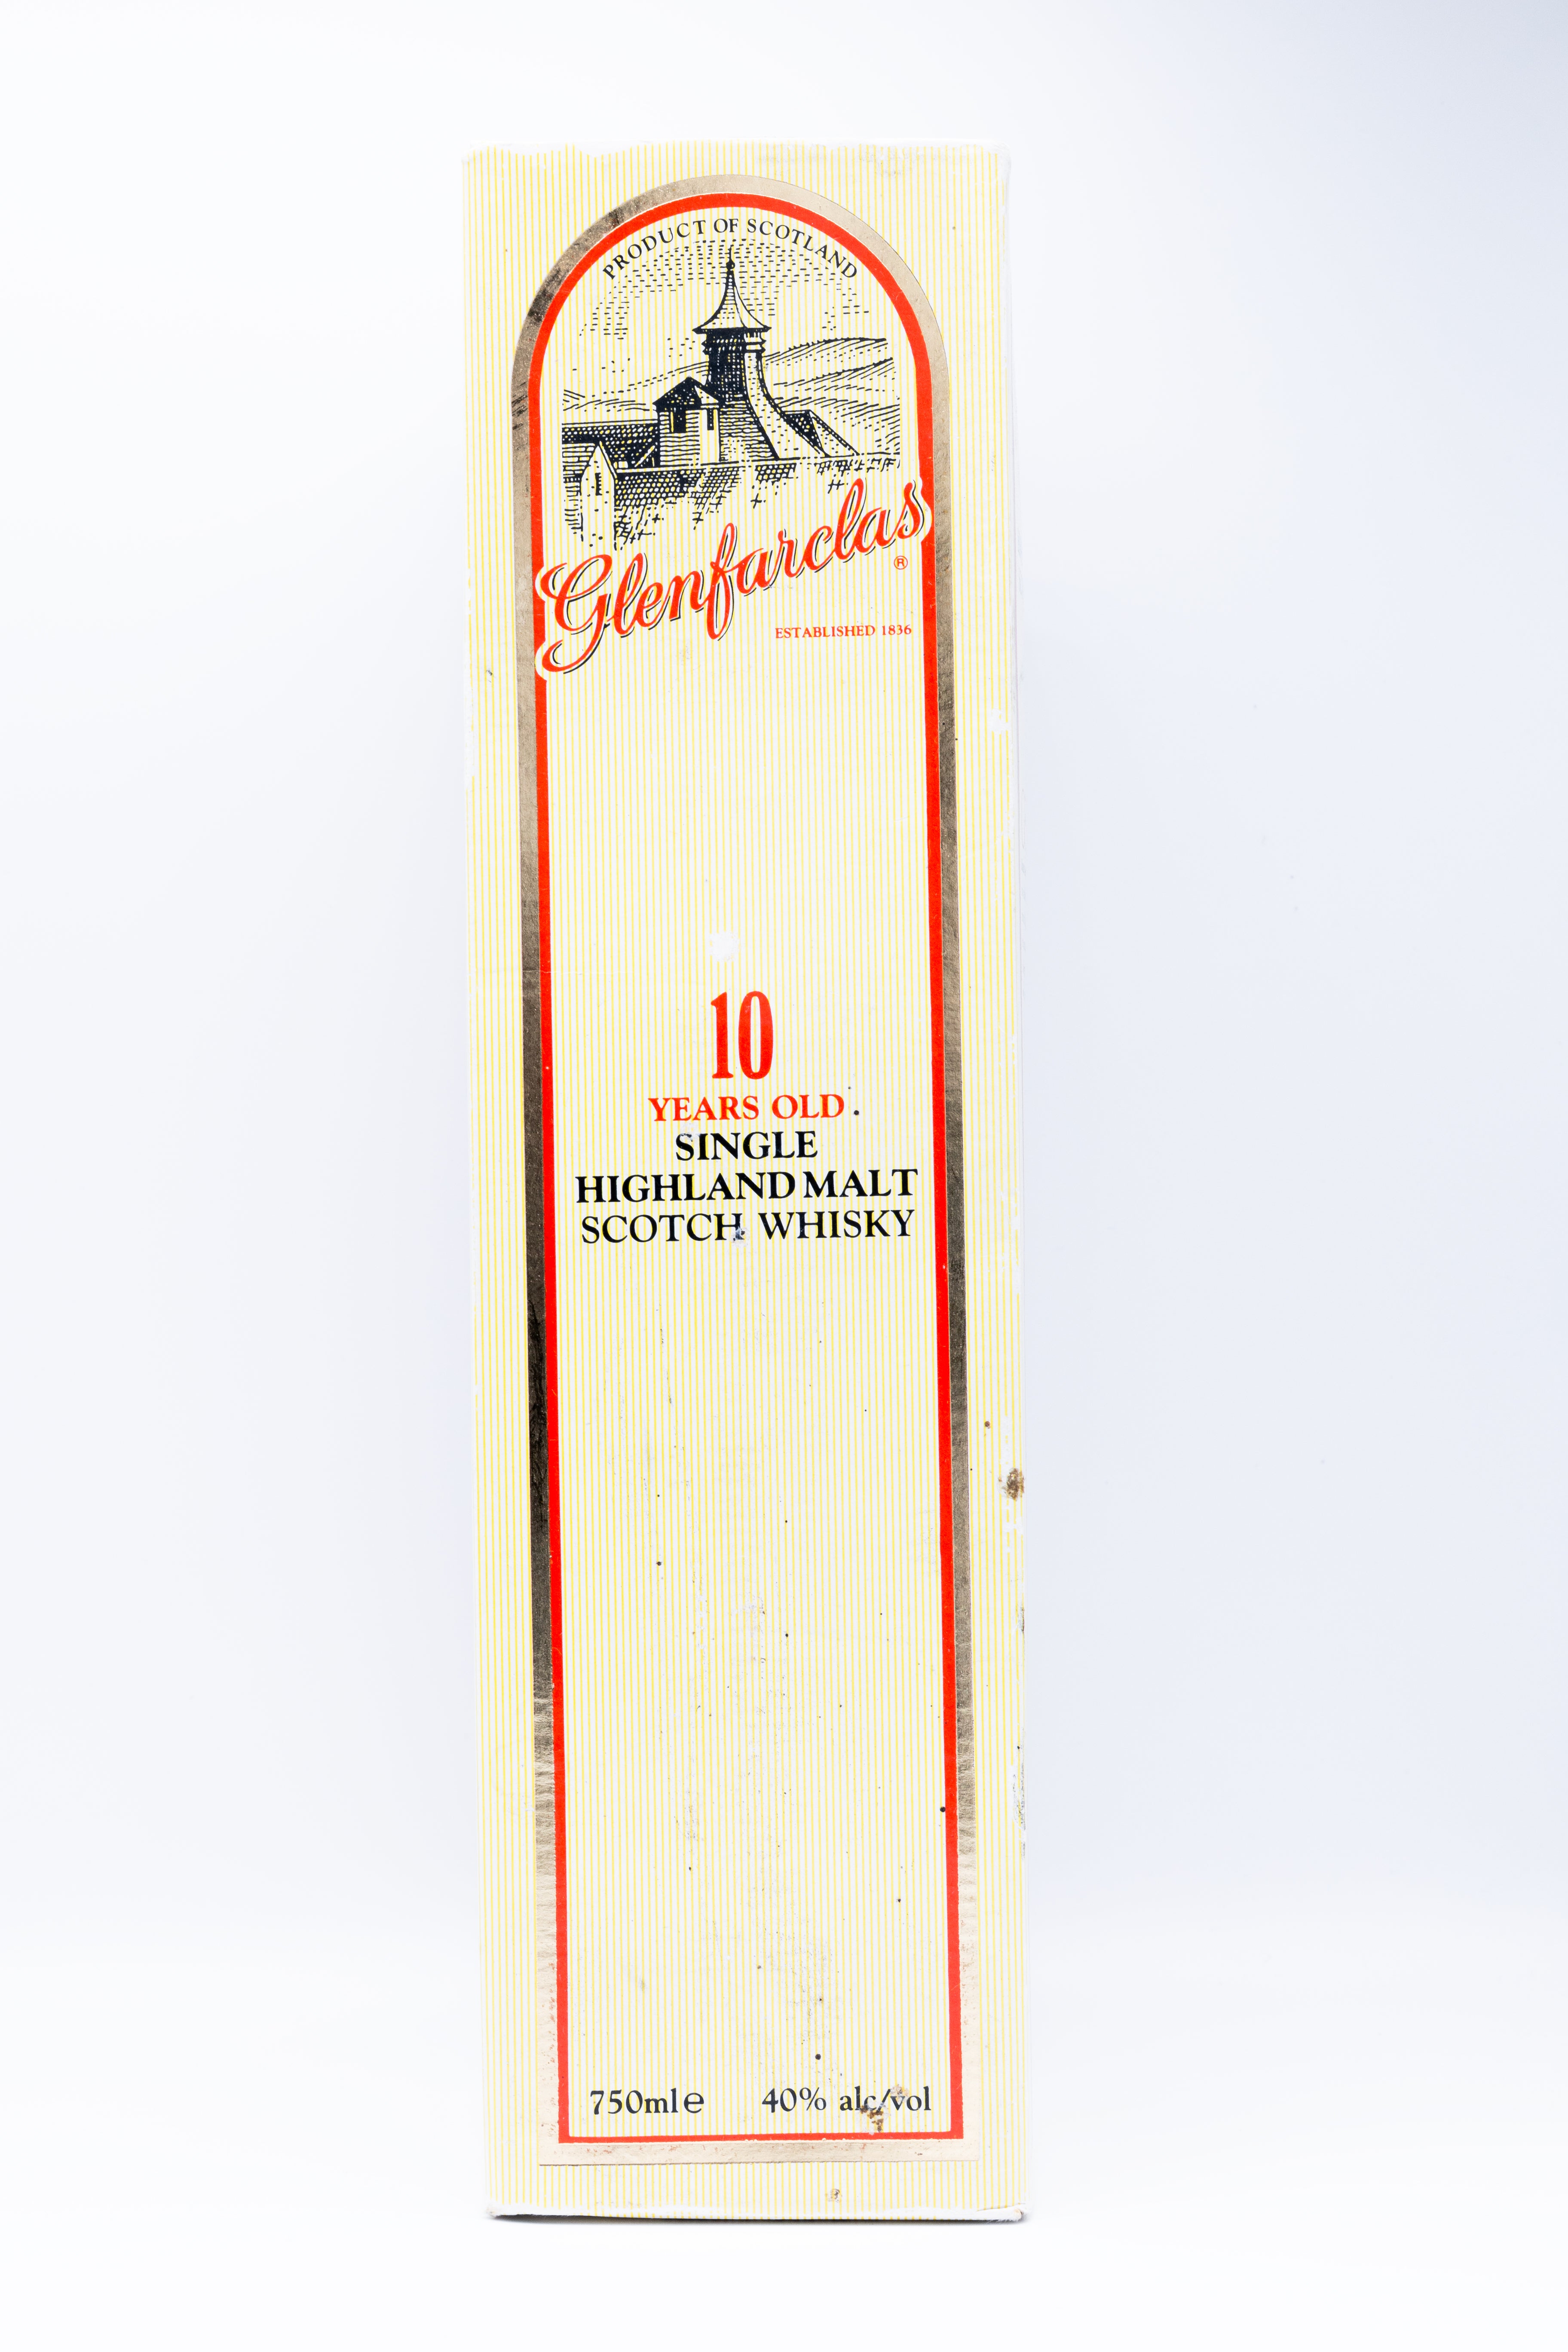 PRODUCT OF SCOTLAND
Glenfarclas®
ESTABLISHED 1836
10
YEARS OLD
SINGLE
HIGHLAND MALT
SCOTCH WHISKY
750ml℮ 40% alc/vol